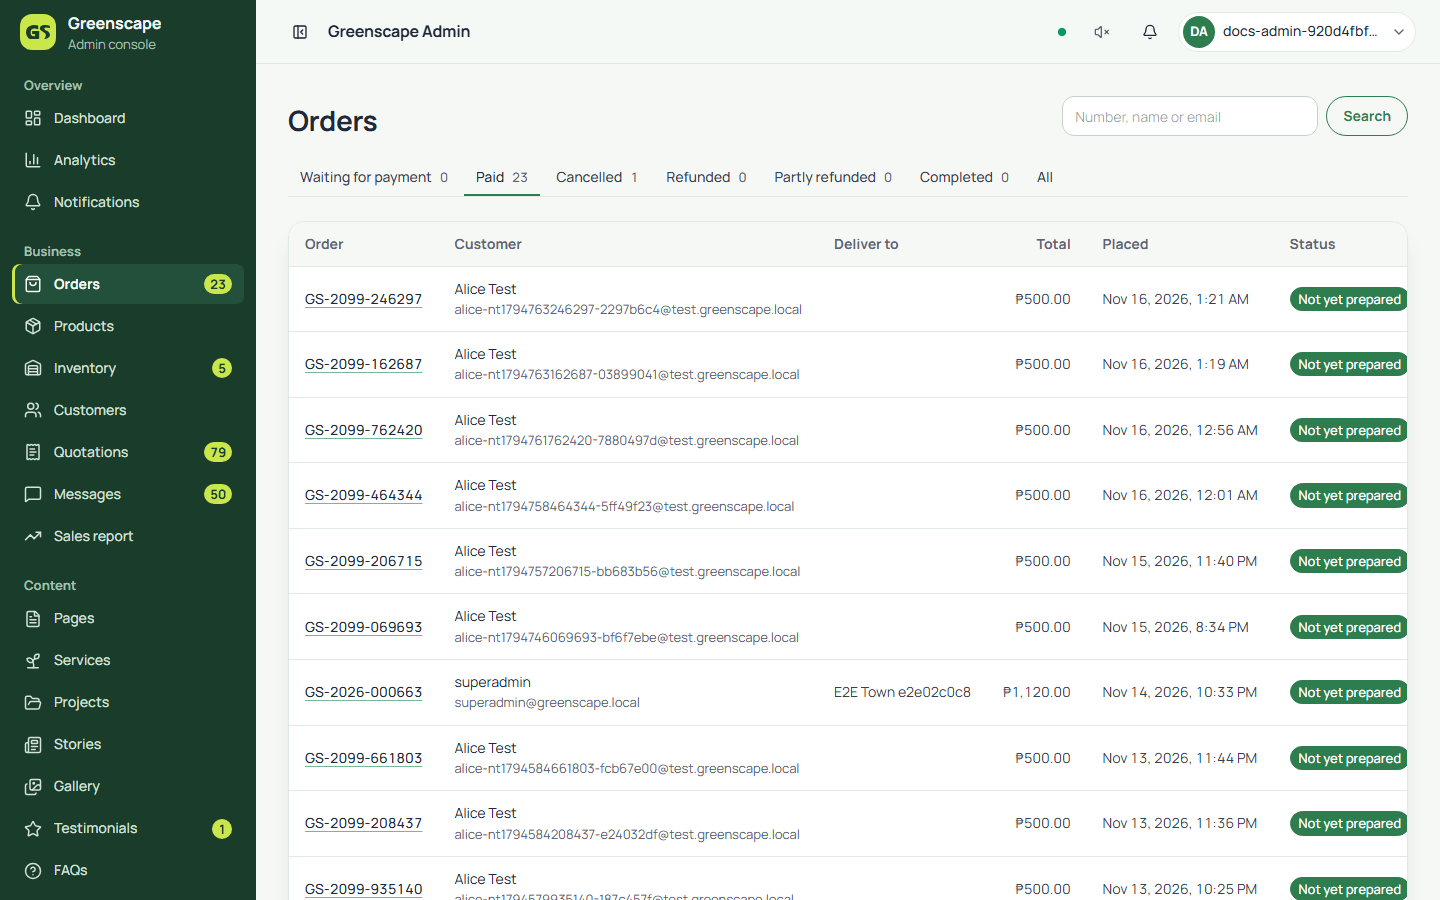 GS
Greenscape
Admin console
Overview
Dashboard
Analytics
Notifications
Business
Orders 23
Products
Inventory 5
Customers
Quotations 79
Messages 50
Sales report
Content
Pages
Services
Projects
Stories
Gallery
Testimonials 1
FAQs
Greenscape Admin
DA docs-admin-920d4fbf...
Orders
Number, name or email
Search
Waiting for payment 0 Paid 23 Cancelled 1 Refunded 0 Partly refunded 0 Completed 0 All
Order Customer Deliver to Total Placed Status
GS-2099-246297 Alice Test ₱500.00 Nov 16, 2026, 1:21 AM Not yet prepared
alice-nt1794763246297-2297b6c4@test.greenscape.local
GS-2099-162687 Alice Test ₱500.00 Nov 16, 2026, 1:19 AM Not yet prepared
alice-nt1794763162687-03899041@test.greenscape.local
GS-2099-762420 Alice Test ₱500.00 Nov 16, 2026, 12:56 AM Not yet prepared
alice-nt1794761762420-7880497d@test.greenscape.local
GS-2099-464344 Alice Test ₱500.00 Nov 16, 2026, 12:01 AM Not yet prepared
alice-nt1794758464344-5ff49f23@test.greenscape.local
GS-2099-206715 Alice Test ₱500.00 Nov 15, 2026, 11:40 PM Not yet prepared
alice-nt1794757206715-bb683b56@test.greenscape.local
GS-2099-069693 Alice Test ₱500.00 Nov 15, 2026, 8:34 PM Not yet prepared
alice-nt1794746069693-bf6f7ebe@test.greenscape.local
GS-2026-000663 superadmin E2E Town e2e02c0c8 ₱1,120.00 Nov 14, 2026, 10:33 PM Not yet prepared
superadmin@greenscape.local
GS-2099-661803 Alice Test ₱500.00 Nov 13, 2026, 11:44 PM Not yet prepared
alice-nt1794584661803-fcb67e00@test.greenscape.local
GS-2099-208437 Alice Test ₱500.00 Nov 13, 2026, 11:36 PM Not yet prepared
alice-nt1794584208437-e24032df@test.greenscape.local
GS-2099-935140 Alice Test ₱500.00 Nov 13, 2026, 10:25 PM Not yet prepared
alice-nt1794579935140-187c457f@test.greenscape.local